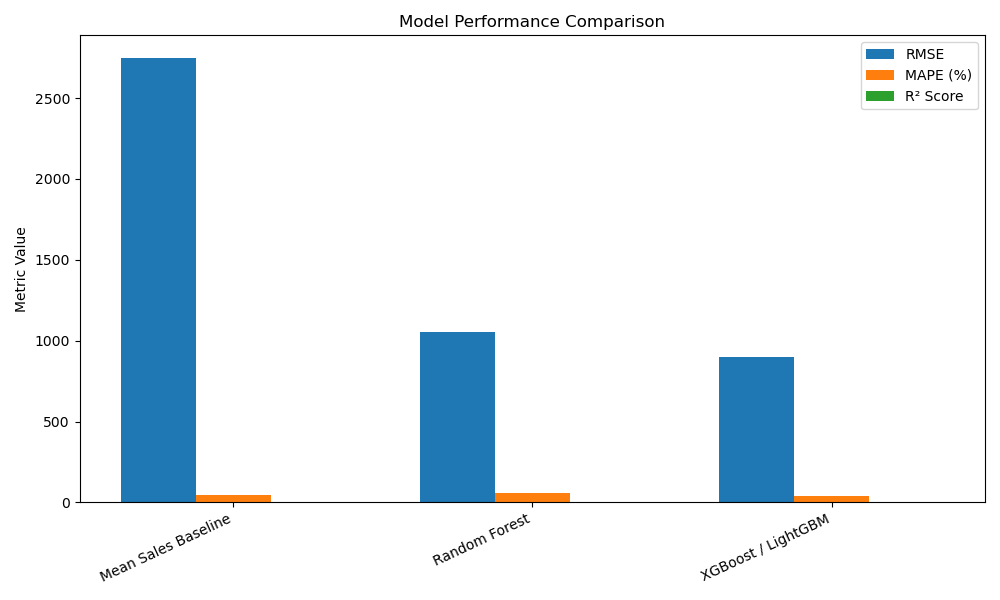 Model Performance Comparison
RMSE
MAPE (%)
R² Score
Metric Value
2500
2000
1500
1000
500
0
Mean Sales Baseline
Random Forest
XGBoost / LightGBM